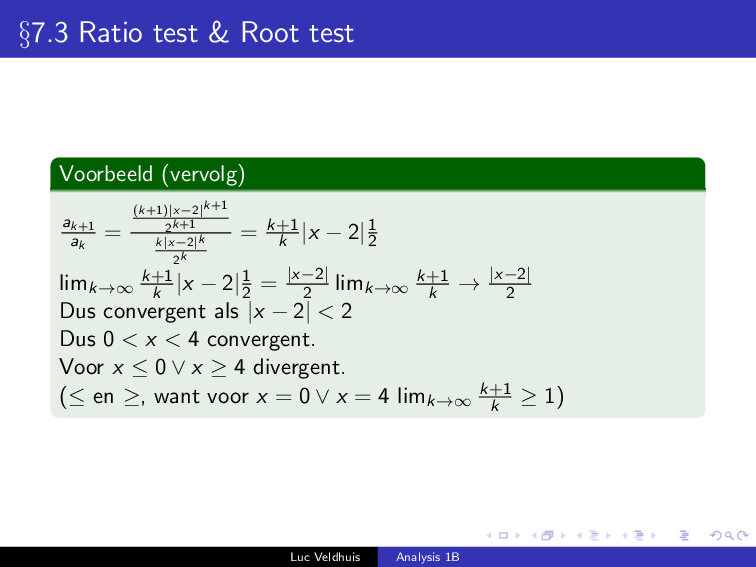 §7.3 Ratio test & Root test
Voorbeeld (vervolg)
$\frac{a_{k+1}}{a_k} = \frac{\frac{(k+1)|x-2|^{k+1}}{2^{k+1}}}{\frac{k|x-2|^k}{2^k}} = \frac{k+1}{k}|x-2|\frac{1}{2}$
$\lim_{k\to\infty} \frac{k+1}{k}|x-2|\frac{1}{2} = \frac{|x-2|}{2} \lim_{k\to\infty} \frac{k+1}{k} \to \frac{|x-2|}{2}$
Dus convergent als $|x-2| < 2$
Dus $0 < x < 4$ convergent.
Voor $x \leq 0 \vee x \geq 4$ divergent.
($\leq$ en $\geq$, want voor $x = 0 \vee x = 4$ $\lim_{k\to\infty} \frac{k+1}{k} \geq 1$)
Luc Veldhuis Analysis 1B